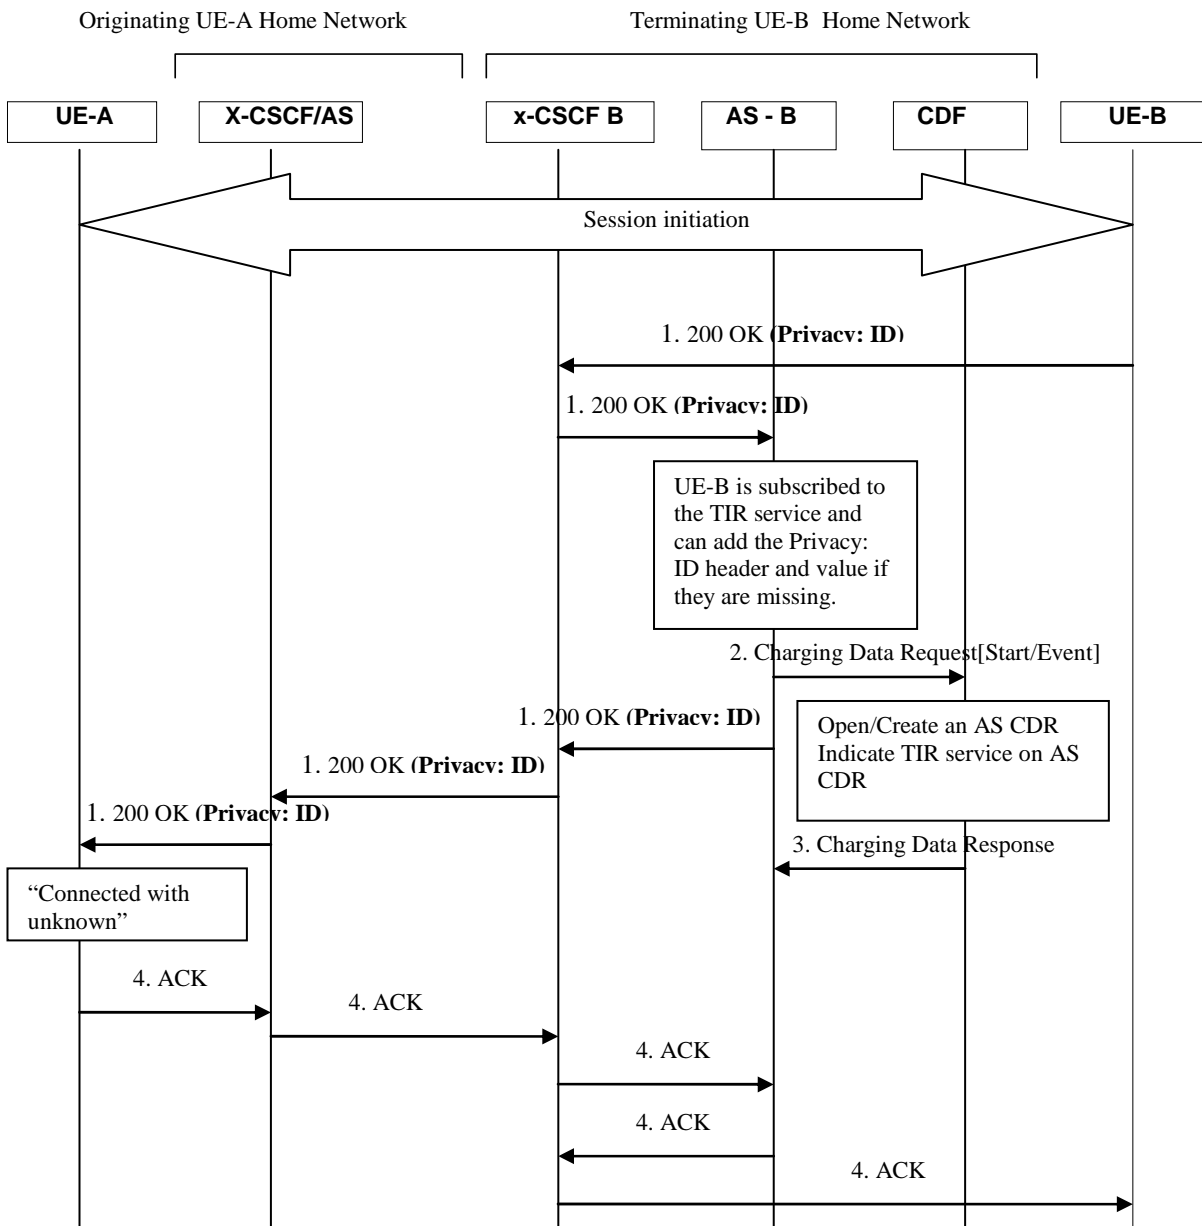 Originating UE-A Home Network
Terminating UE-B Home Network
UE-A
X-CSCF/AS
x-CSCF B
AS - B
CDF
UE-B
Session initiation
1. 200 OK (Privacy: ID)
1. 200 OK (Privacy: ID)
UE-B is subscribed to
the TIR service and
can add the Privacy:
ID header and value if
they are missing.
2. Charging Data Request[Start/Event]
1. 200 OK (Privacy: ID)
Open/Create an AS CDR
Indicate TIR service on AS
CDR
1. 200 OK (Privacy: ID)
1. 200 OK (Privacy: ID)
3. Charging Data Response
“Connected with
unknown”
4. ACK
4. ACK
4. ACK
4. ACK
4. ACK